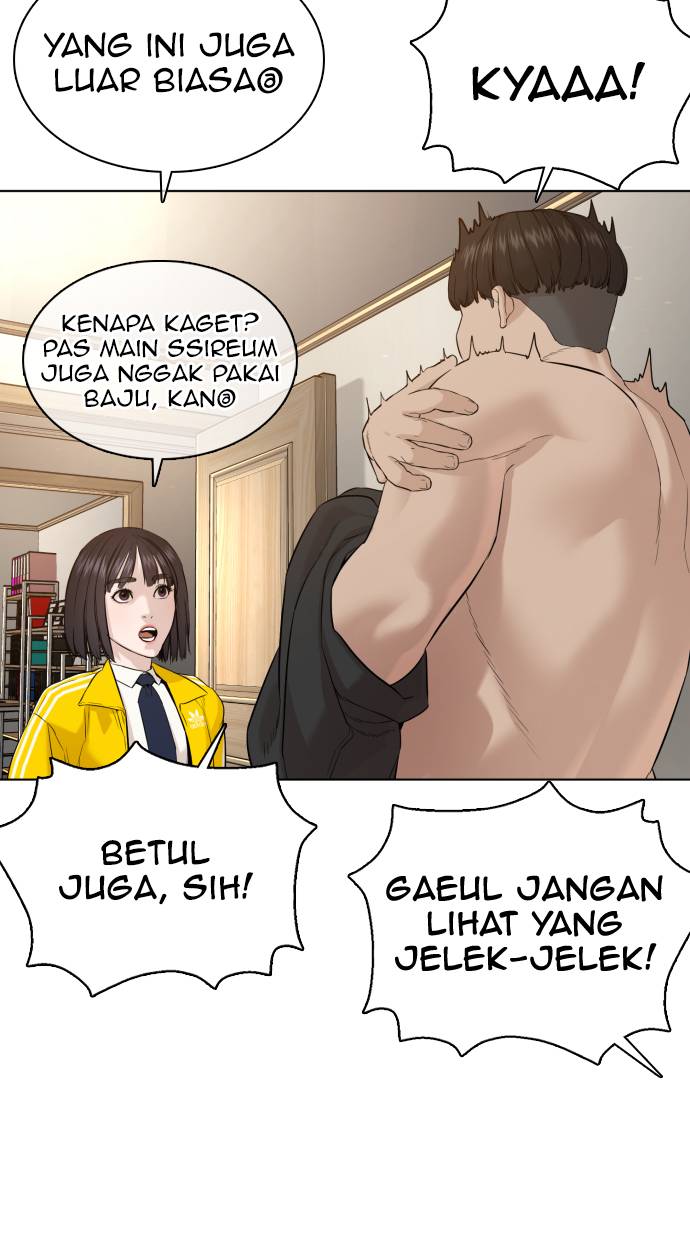 YANG INI JUGA
LUAR BIASA@
KYAAA!
KENAPA KAGET?
PAS MAIN SSIREUM
JUGA NGGAK PAKAI
BAJU, KAN@
BETUL
JUGA, SIH!
GAEUL JANGAN
LIHAT YANG
JELEK-JELEK!